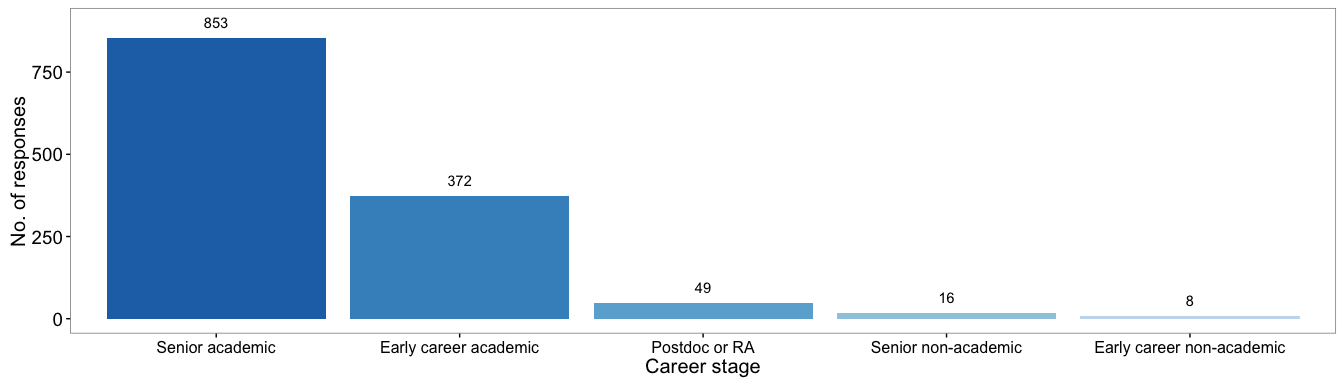 853
372
49
16
8
750
500
250
0
No. of responses
Senior academic
Early career academic
Postdoc or RA
Senior non-academic
Early career non-academic
Career stage